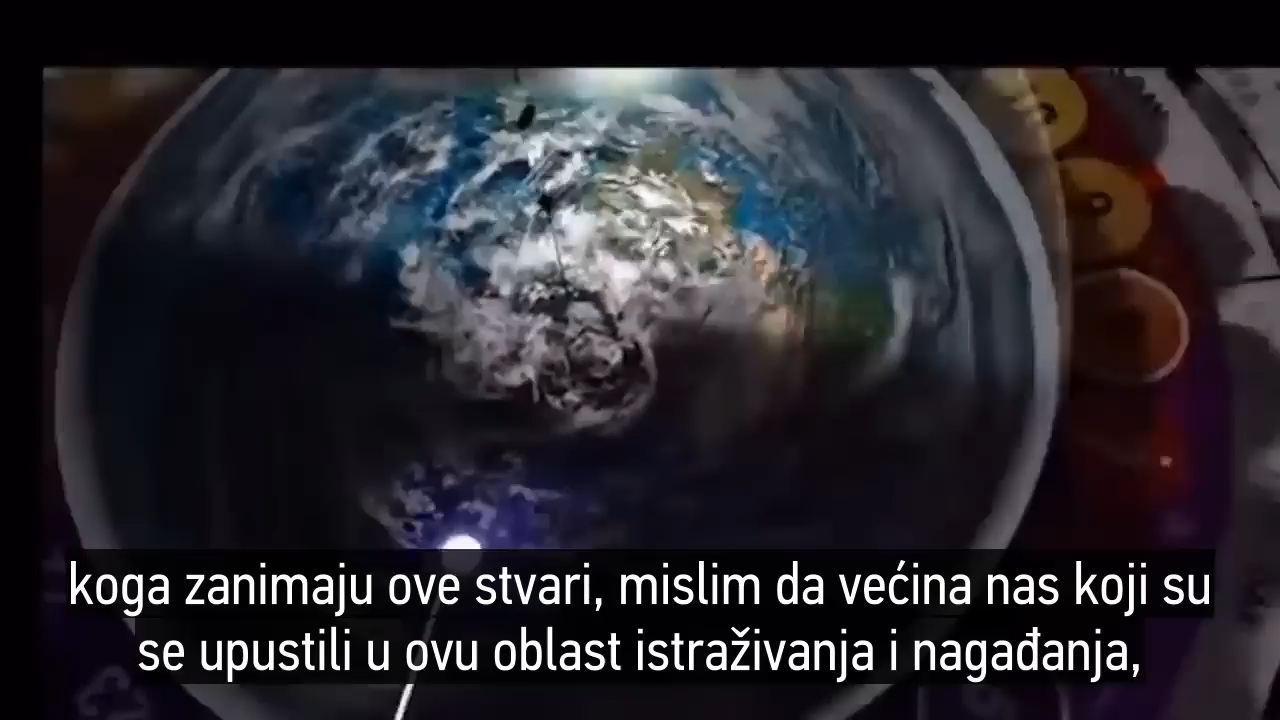 koga zanimaju ove stvari, mislim da većina nas koji su
se upustili u ovu oblast istraživanja i nagađanja,